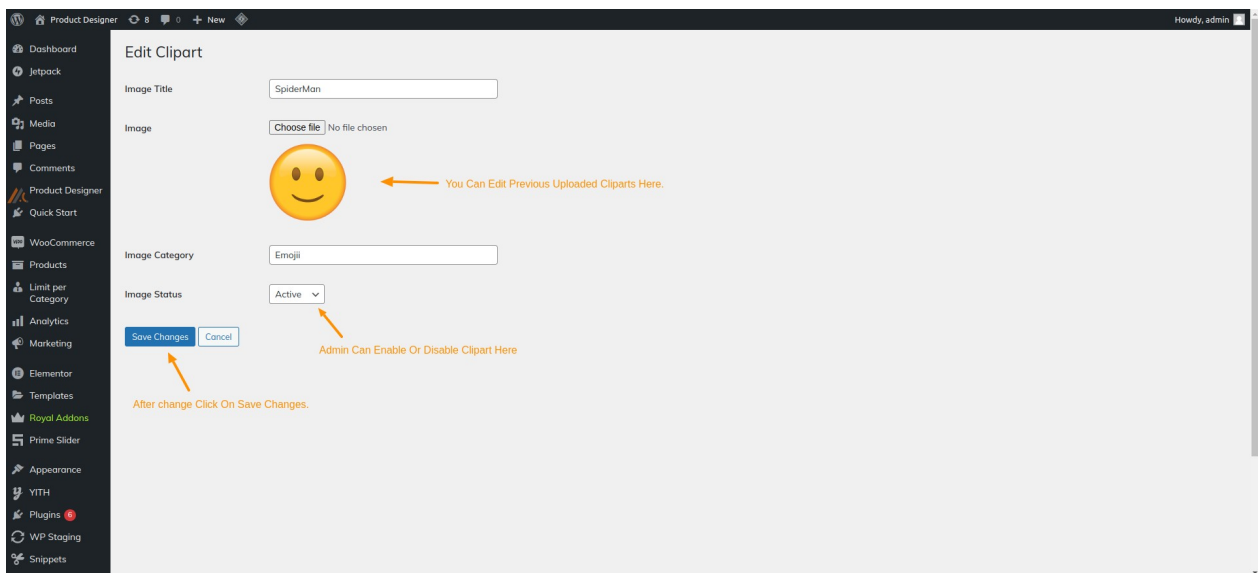 Product Designer 8 0 + New
Howdy, admin
Dashboard
Jetpack
Posts
Media
Pages
Comments
Product Designer
Quick Start
WooCommerce
Products
Limit per
Category
Analytics
Marketing
Elementor
Templates
Royal Addons
Prime Slider
Appearance
YITH
Plugins 6
WP Staging
Snippets
Edit Clipart
Image Title SpiderMan
Image Choose file No file chosen
You Can Edit Previous Uploaded Cliparts Here.
Image Category Emojii
Image Status Active
Save Changes Cancel
Admin Can Enable Or Disable Clipart Here
After change Click On Save Changes.